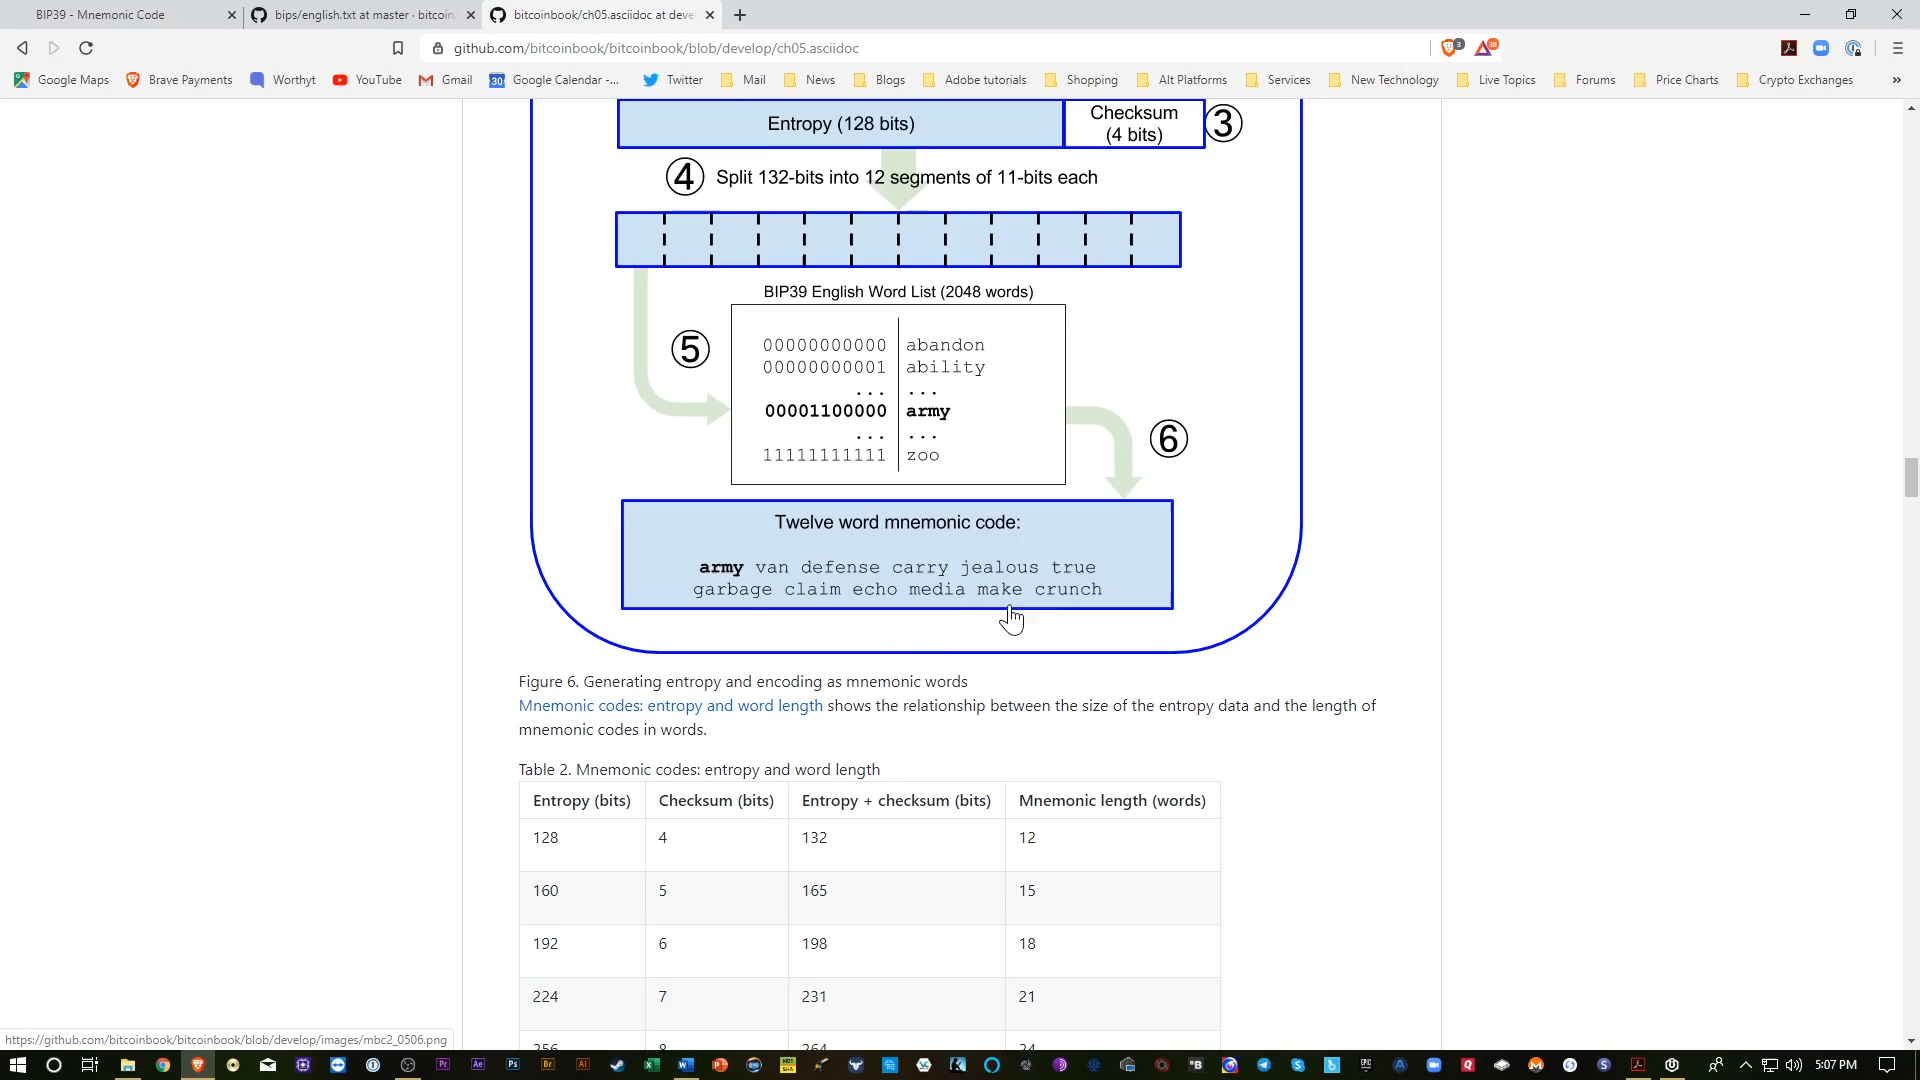 BIP39 - Mnemonic Code
bips/english.txt at master · bitcoin/
bitcoinbook/ch05.asciidoc at deve
github.com/bitcoinbook/bitcoinbook/blob/develop/ch05.asciidoc
Google Maps
Brave Payments
Worthyt
YouTube
Gmail
Google Calendar -...
Twitter
Mail
News
Blogs
Adobe tutorials
Shopping
Alt Platforms
Services
New Technology
Live Topics
Forums
Price Charts
Crypto Exchanges
»
Entropy (128 bits)
Checksum
(4 bits)
③
④ Split 132-bits into 12 segments of 11-bits each
BIP39 English Word List (2048 words)
⑤
00000000000 abandon
00000000001 ability
... ...
00001100000 army
... ...
11111111111 zoo
⑥
Twelve word mnemonic code:
army van defense carry jealous true
garbage claim echo media make crunch
Figure 6. Generating entropy and encoding as mnemonic words
Mnemonic codes: entropy and word length shows the relationship between the size of the entropy data and the length of
mnemonic codes in words.
Table 2. Mnemonic codes: entropy and word length
Entropy (bits) Checksum (bits) Entropy + checksum (bits) Mnemonic length (words)
128 4 132 12
160 5 165 15
192 6 198 18
224 7 231 21
256 8 264 24
https://github.com/bitcoinbook/bitcoinbook/blob/develop/images/mbc2_0506.png
5:07 PM